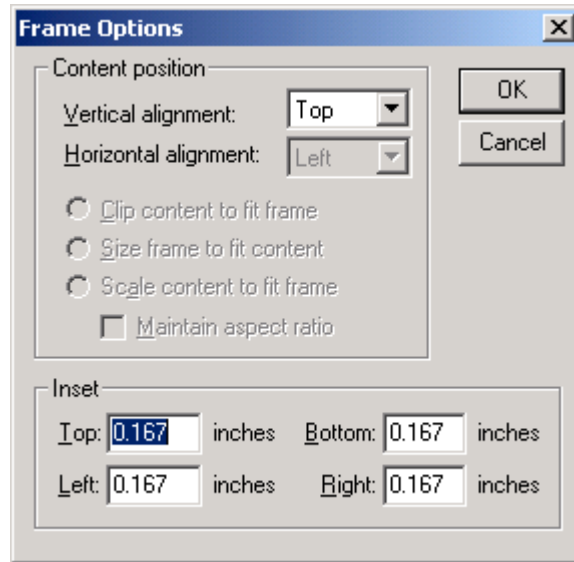 Frame Options
Content position
Vertical alignment: Top
Horizontal alignment: Left
Clip content to fit frame
Size frame to fit content
Scale content to fit frame
Maintain aspect ratio
OK
Cancel
Inset
Top: 0.167 inches Bottom: 0.167 inches
Left: 0.167 inches Right: 0.167 inches